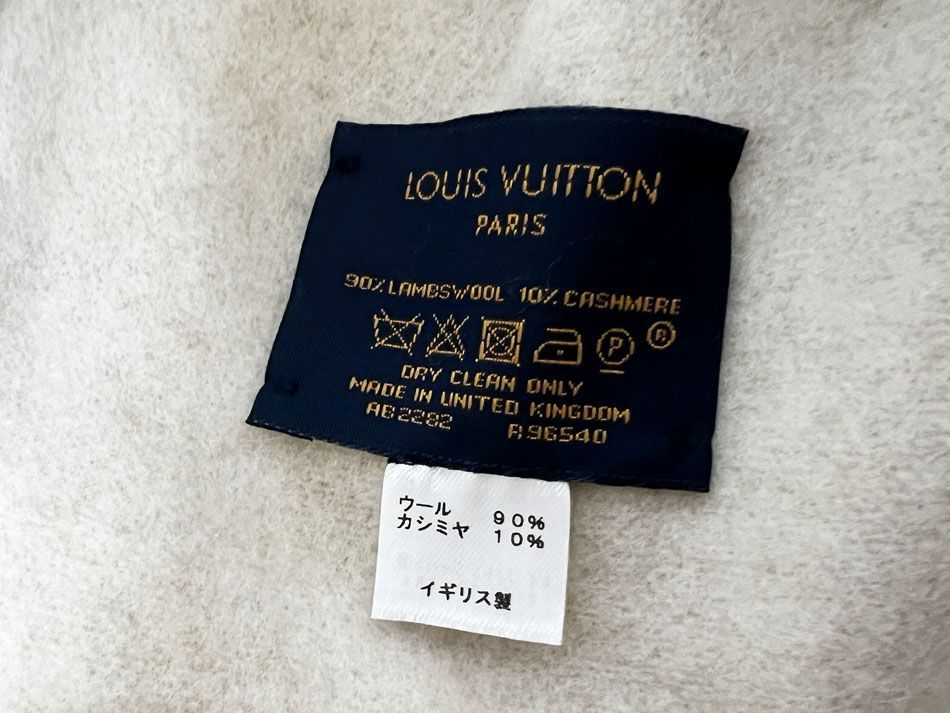 LOUIS VUITTON
PARIS
90% LAMBSWOOL 10% CASHMERE
P ®
DRY CLEAN ONLY
MADE IN UNITED KINGDOM
AB2282 A96540
ウール 90%
カシミヤ 10%
イギリス製